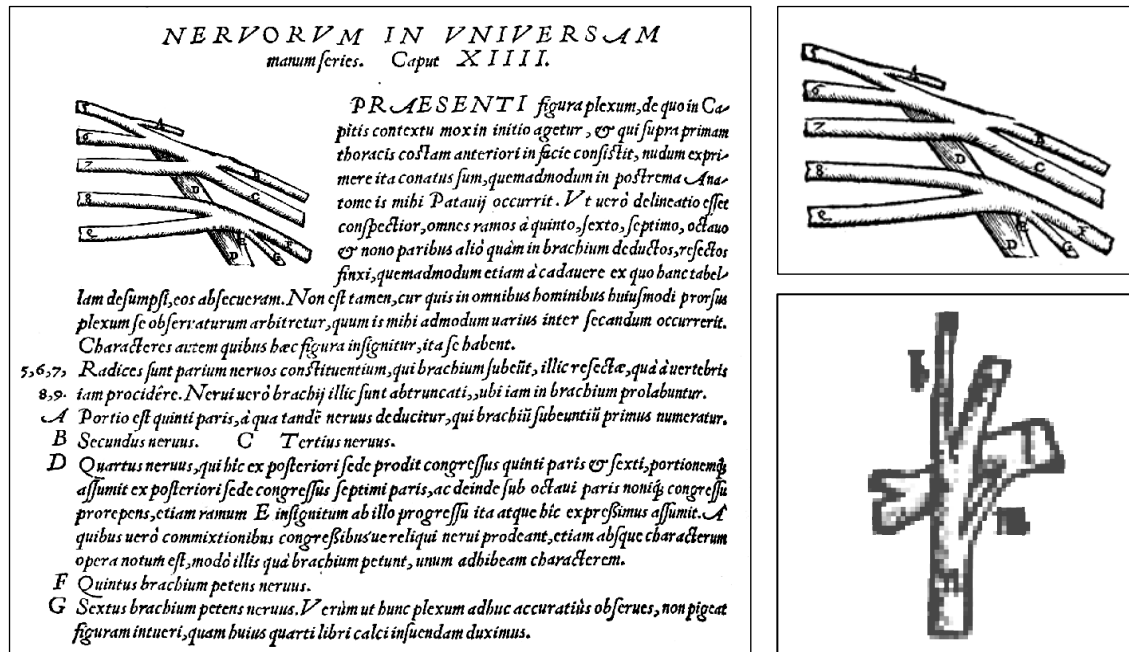 NERVORVM IN VNIVERSAM
manum ſeries. Caput XIIII.
PRAESENTI figura plexum, de quo in Ca-
pitis contextu mox in initio agetur, & qui ſupra primam
thoracis coſtam anteriori in ſacie conſiſtit, nudum expri-
mere ita conatus ſum, quemadmodum in poſtrema Ana-
tome is mihi Patauij occurrit. Vt uerò delineatio eſſet
conſpectior, omnes ramos à quinto, ſexto, ſeptimo, octauo
& nono paribus aliò quàm in brachium deductos, reſectos
finxi, quemadmodum etiam à cadauere ex quo hanc tabel-
lam deſumpſi, eos abſecueram. Non eſt tamen, cur quis in omnibus hominibus huiuſmodi prorſus
plexum ſe obſeruaturum arbitretur, quum is mihi admodum uarius inter ſecandum occurrerit.
Characteres autem quibus hæc figura inſignitur, ita ſe habent.
5,6,7, Radices ſunt parium neruos conſtituentium, qui brachium ſubeūt, illic reſectæ, quà à uertebris
8,9. iam procidêre. Nerui uerò brachij illic ſunt abtruncati, ubi iam in brachium prolabuntur.
A Portio eſt quinti paris, à qua tandē neruus deducitur, qui brachiū ſubeuntiū primus numeratur.
B Secundus neruus. C Tertius neruus.
D Quartus neruus, qui hic ex poſteriori ſede prodit congreſſus quinti paris & ſexti, portionemq́;
aſſumit ex poſteriori ſede congreſſus ſeptimi paris, ac deinde ſub octaui paris noniq́; congreſſu
prorepens, etiam ramum E inſignitum ab illo progreſſu ita atque hic expreſsimus aſſumit. A
quibus uerò commixtionibus congreſsibusue reliqui nerui prodeant, etiam abſque characterum
opera notum eſt, modò illis quà brachium petunt, unum adhibeam characterem.
F Quintus brachium petens neruus.
G Sextus brachium petens neruus. Verùm ut hunc plexum adhuc accuratiùs obſerues, non pigeat
figuram intueri, quam huius quarti libri calci inſuendam duximus.
5
A
6
7
B
D
C
8
9
E
F
D
G
5
A
6
7
B
D
C
8
9
E
F
D
G